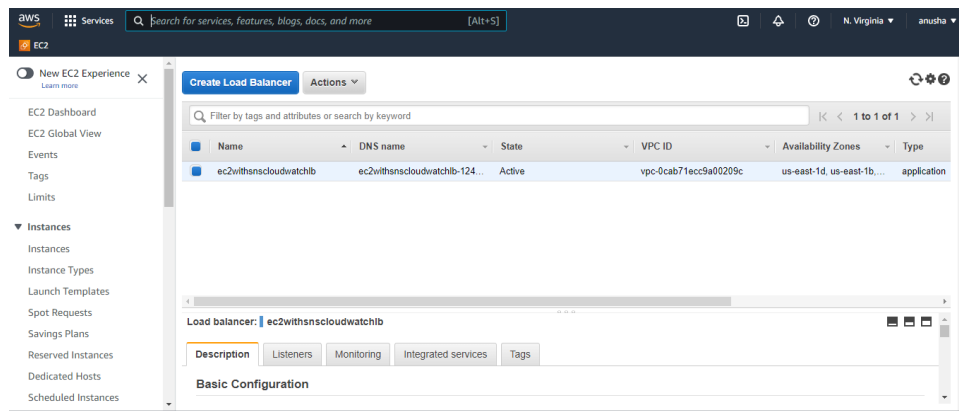 aws Services Search for services, features, blogs, docs, and more [Alt+S] N. Virginia ▼ anusha ▼
EC2
New EC2 Experience
Learn more
EC2 Dashboard
EC2 Global View
Events
Tags
Limits
Instances
Instances
Instance Types
Launch Templates
Spot Requests
Savings Plans
Reserved Instances
Dedicated Hosts
Scheduled Instances
Create Load Balancer Actions
Filter by tags and attributes or search by keyword 1 to 1 of 1
Name DNS name State VPC ID Availability Zones Type
ec2withsnscloudwatchlb ec2withsnscloudwatchlb-124... Active vpc-0cab71ecc9a00209c us-east-1d, us-east-1b,... application
Load balancer: ec2withsnscloudwatchlb
Description Listeners Monitoring Integrated services Tags
Basic Configuration